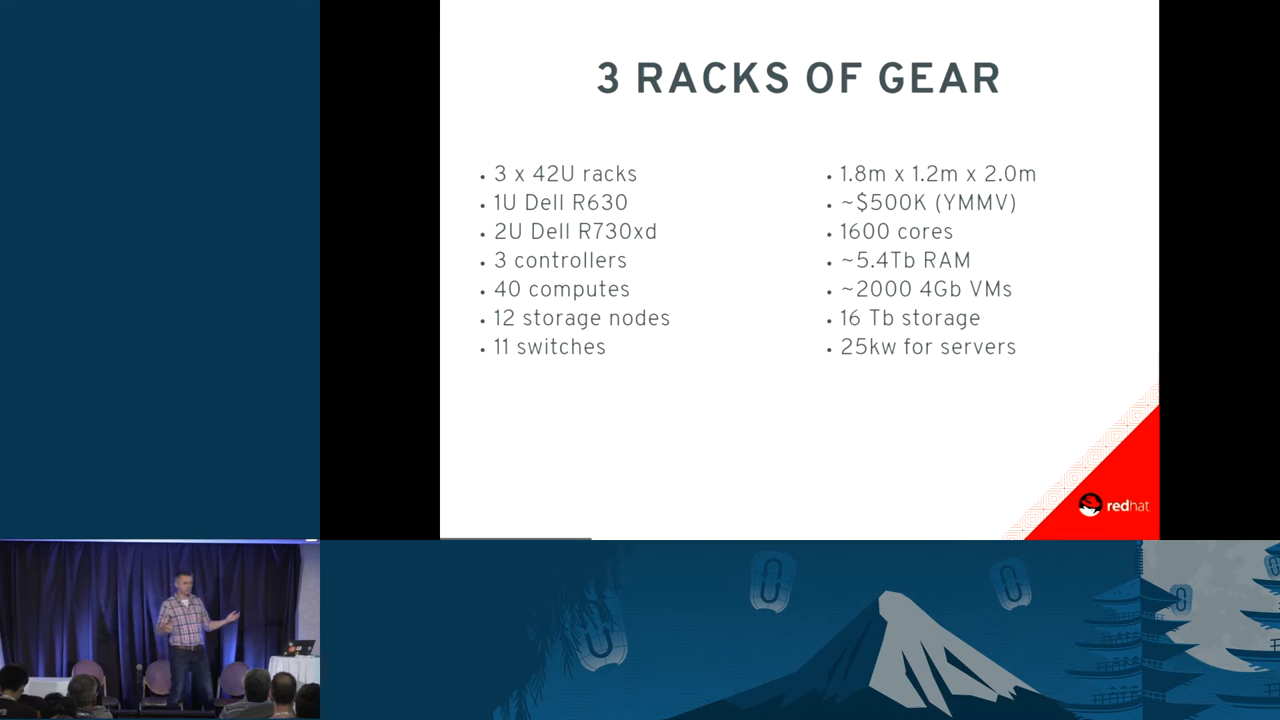 3 RACKS OF GEAR
3 x 42U racks
1U Dell R630
2U Dell R730xd
3 controllers
40 computes
12 storage nodes
11 switches
1.8m x 1.2m x 2.0m
~$500K (YMMV)
1600 cores
~5.4Tb RAM
~2000 4Gb VMs
16 Tb storage
25kw for servers
redhat